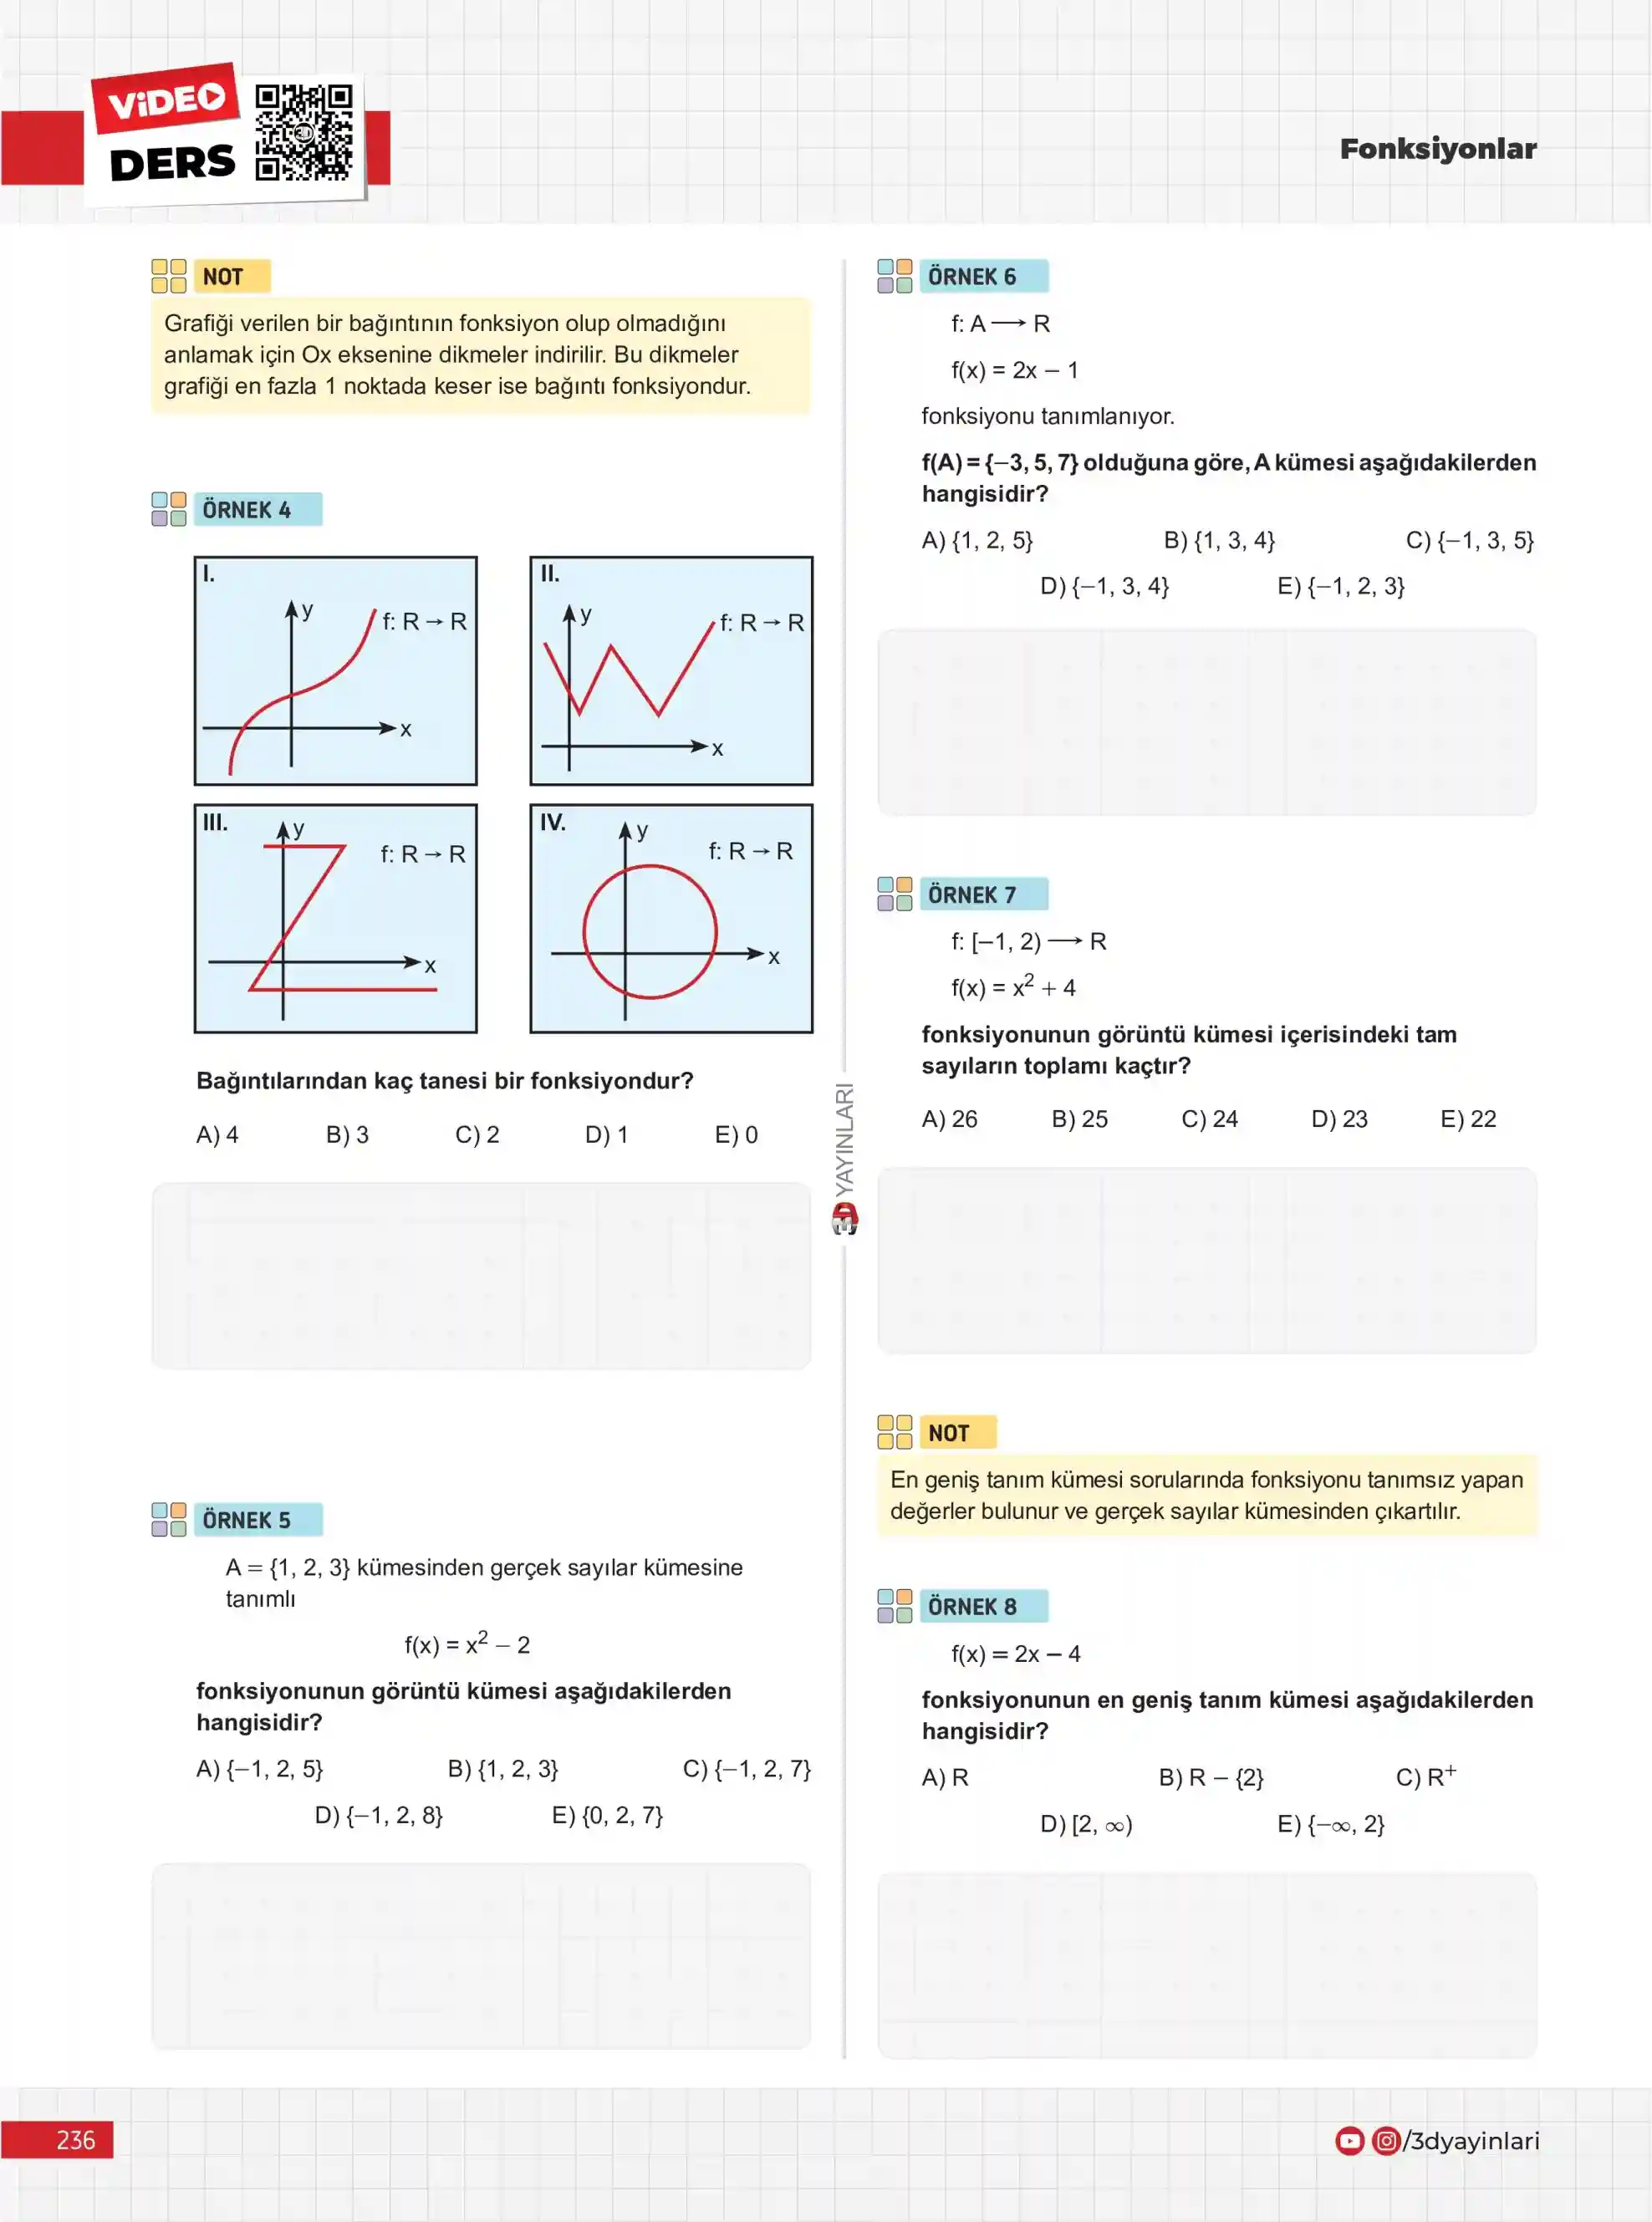 ViDEO
DERS
Fonksiyonlar
NOT
Grafiği verilen bir bağıntının fonksiyon olup olmadığını
anlamak için Ox eksenine dikmeler indirilir. Bu dikmeler
grafiği en fazla 1 noktada keser ise bağıntı fonksiyondur.
ÖRNEK 4
I.
y
f: R → R
x
II.
y
f: R → R
x
III.
y
f: R → R
x
IV.
y
f: R → R
x
Bağıntılarından kaç tanesi bir fonksiyondur?
A) 4 B) 3 C) 2 D) 1 E) 0
ÖRNEK 5
A = {1, 2, 3} kümesinden gerçek sayılar kümesine
tanımlı
f(x) = x² – 2
fonksiyonunun görüntü kümesi aşağıdakilerden
hangisidir?
A) {–1, 2, 5} B) {1, 2, 3} C) {–1, 2, 7}
D) {–1, 2, 8} E) {0, 2, 7}
3D YAYINLARI
ÖRNEK 6
f: A ⟶ R
f(x) = 2x – 1
fonksiyonu tanımlanıyor.
f(A) = {–3, 5, 7} olduğuna göre, A kümesi aşağıdakilerden
hangisidir?
A) {1, 2, 5} B) {1, 3, 4} C) {–1, 3, 5}
D) {–1, 3, 4} E) {–1, 2, 3}
ÖRNEK 7
f: [–1, 2) ⟶ R
f(x) = x² + 4
fonksiyonunun görüntü kümesi içerisindeki tam
sayıların toplamı kaçtır?
A) 26 B) 25 C) 24 D) 23 E) 22
NOT
En geniş tanım kümesi sorularında fonksiyonu tanımsız yapan
değerler bulunur ve gerçek sayılar kümesinden çıkartılır.
ÖRNEK 8
f(x) = 2x – 4
fonksiyonunun en geniş tanım kümesi aşağıdakilerden
hangisidir?
A) R B) R – {2} C) R⁺
D) [2, ∞) E) {–∞, 2}
236
/3dyayinlari